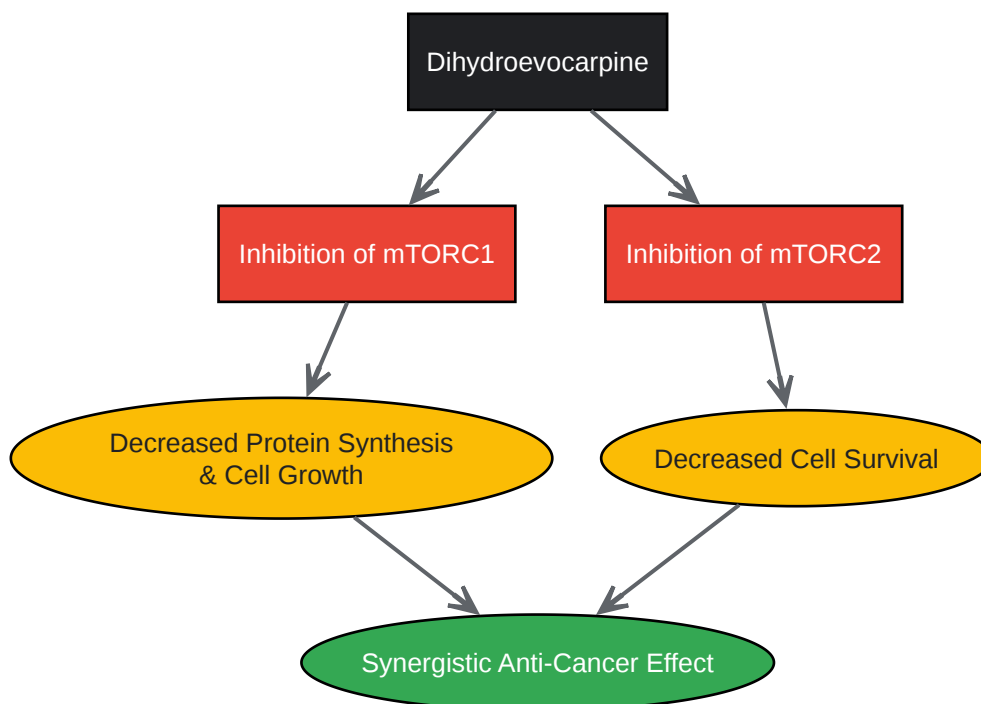 Dihydroevocarpine
Inhibition of mTORC1
Inhibition of mTORC2
Decreased Protein Synthesis
& Cell Growth
Decreased Cell Survival
Synergistic Anti-Cancer Effect